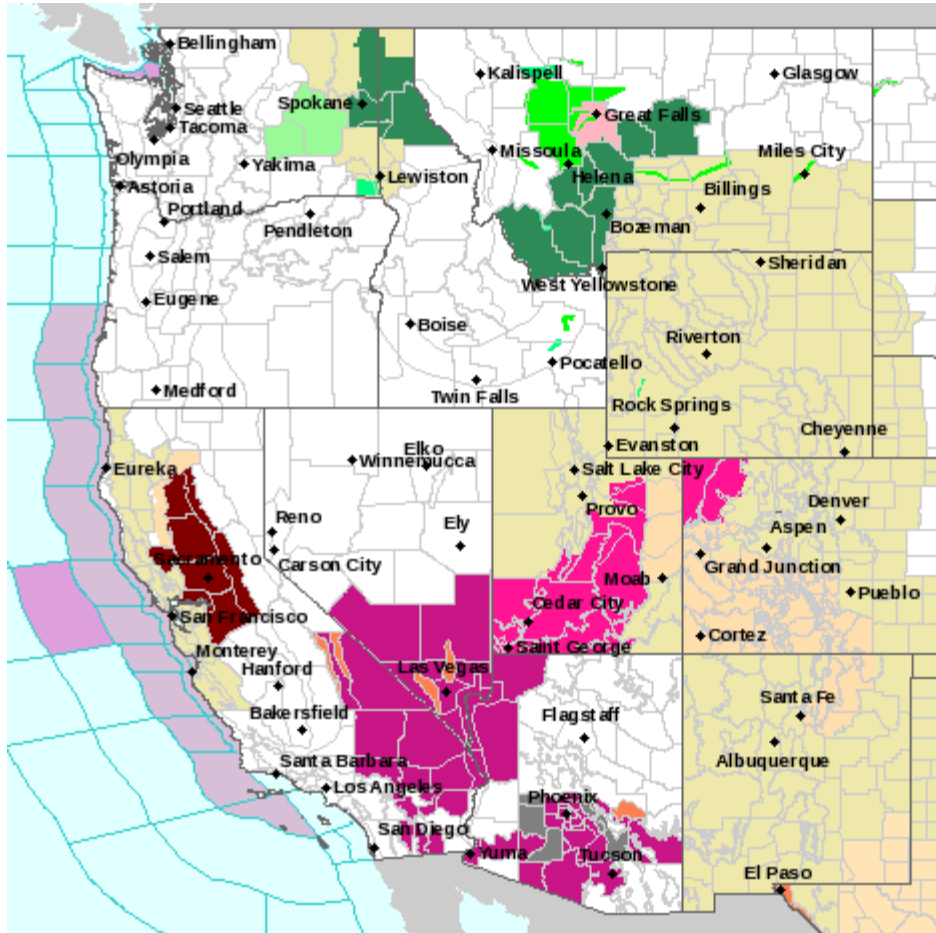 Bellingham
Kalispell
Glasgow
Seattle
Spokane
Great Falls
Tacoma
Olympia
Yakima
Missoula
Helena
Miles City
Astoria
Lewiston
Billings
Portland
Pendleton
Bozeman
Salem
Sheridan
West Yellowstone
Eugene
Boise
Riverton
Pocatello
Medford
Twin Falls
Rock Springs
Cheyenne
Eureka
Elko
Winnemucca
Evanston
Salt Lake City
Provo
Denver
Reno
Ely
Aspen
Sacramento
Carson City
Moab
Grand Junction
Pueblo
San Francisco
Cedar City
Cortez
Monterey
Saint George
Hanford
Las Vegas
Santa Fe
Bakersfield
Flagstaff
Albuquerque
Santa Barbara
Los Angeles
Phoenix
San Diego
Yuma
Tucson
El Paso